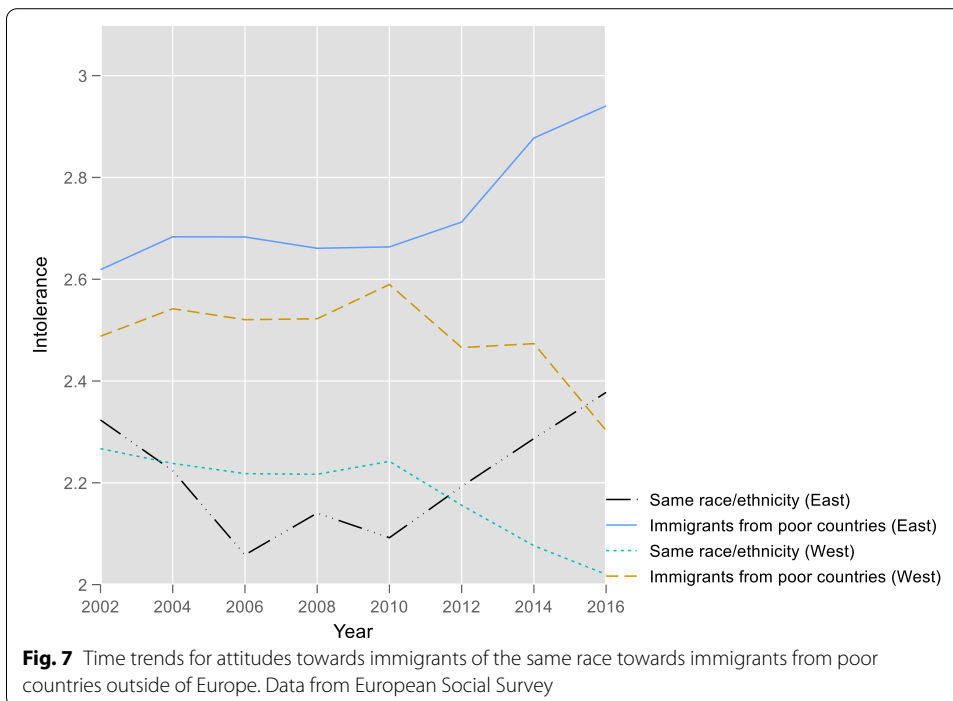 3
2.8
2.6
2.4
2.2
2
Intolerance
2002 2004 2006 2008 2010 2012 2014 2016
Year
Same race/ethnicity (East)
Immigrants from poor countries (East)
Same race/ethnicity (West)
Immigrants from poor countries (West)
Fig. 7 Time trends for attitudes towards immigrants of the same race towards immigrants from poor
countries outside of Europe. Data from European Social Survey